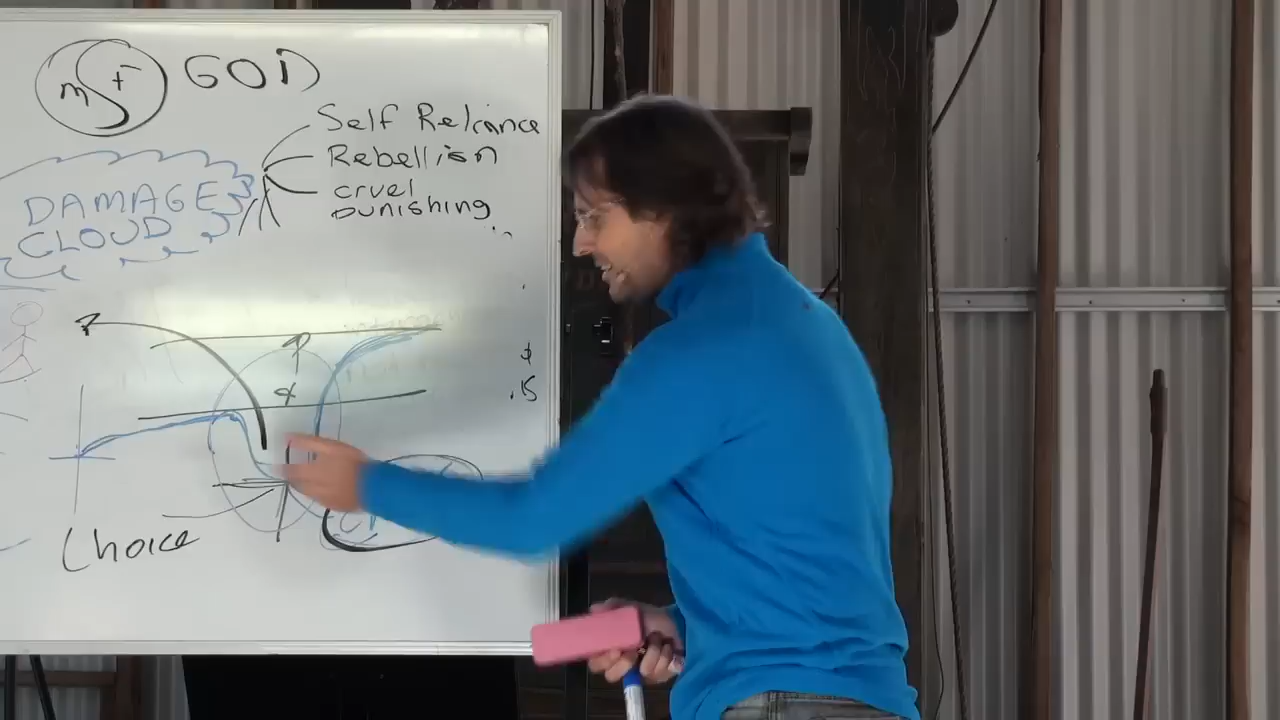 m f GOD
Self Reliance
Rebellion
cruel
punishing
DAMAGE
CLOUD
Choice